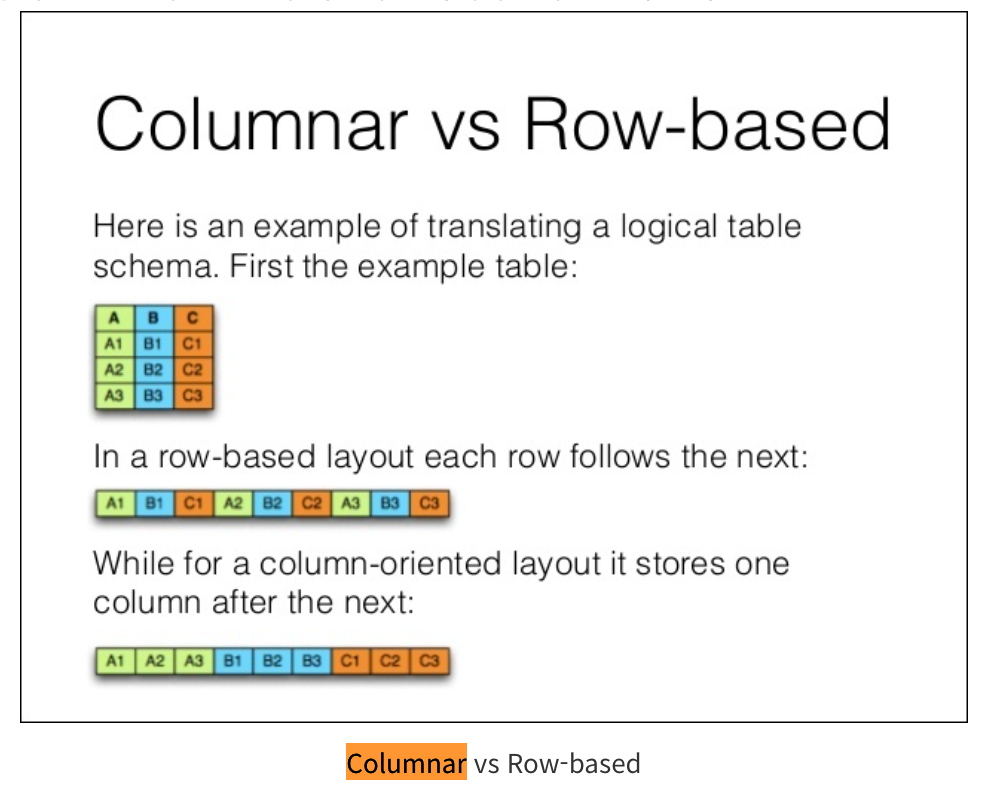 Columnar vs Row-based
Here is an example of translating a logical table
schema. First the example table:
A B C
A1 B1 C1
A2 B2 C2
A3 B3 C3
In a row-based layout each row follows the next:
A1 B1 C1 A2 B2 C2 A3 B3 C3
While for a column-oriented layout it stores one
column after the next:
A1 A2 A3 B1 B2 B3 C1 C2 C3
Columnar vs Row-based